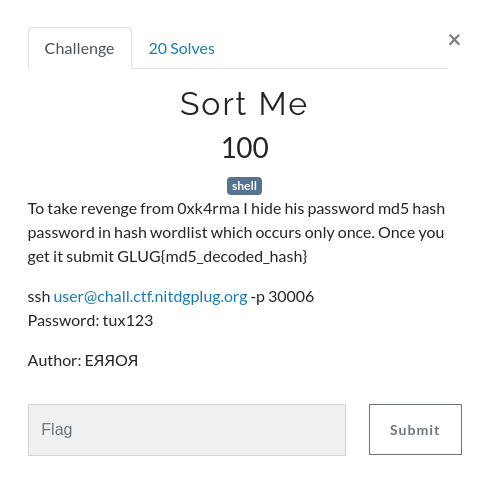 Challenge
20 Solves
×
Sort Me
100
shell
To take revenge from 0xk4rma I hide his password md5 hash
password in hash wordlist which occurs only once. Once you
get it submit GLUG{md5_decoded_hash}
ssh user@chall.ctf.nitdgplug.org -p 30006
Password: tux123
Author: EЯЯOЯ
Flag
Submit